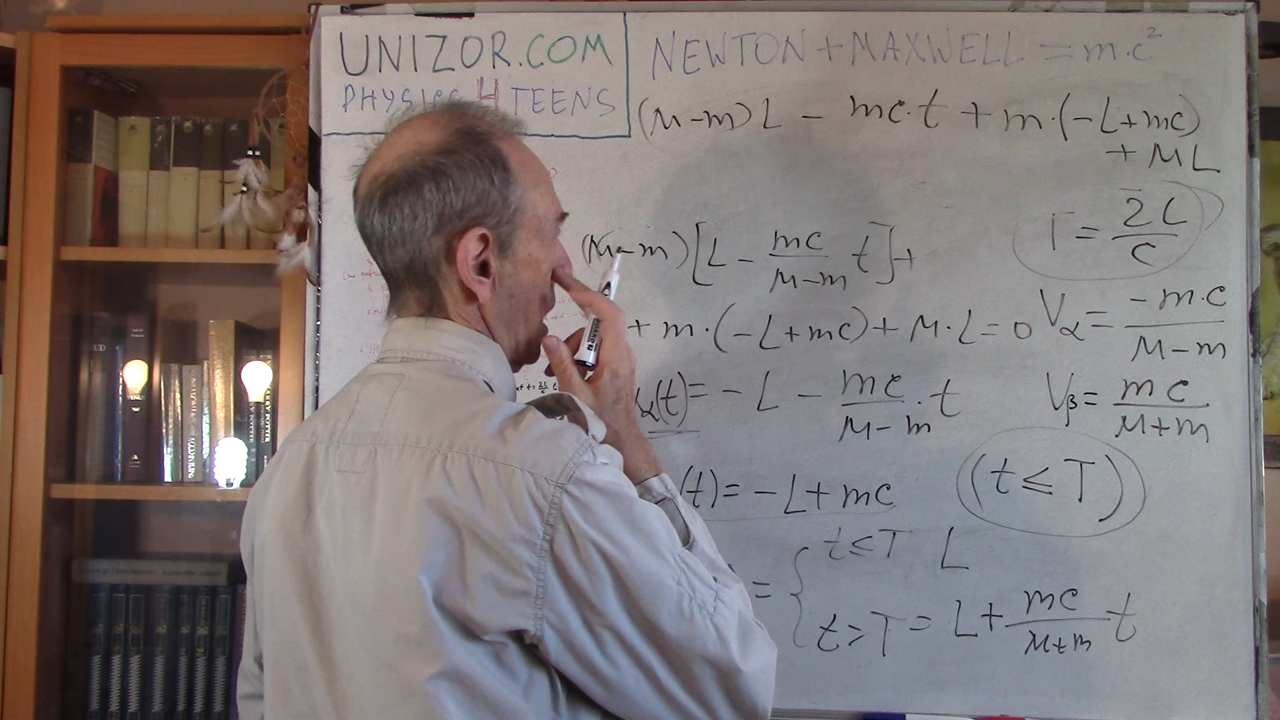 UNIZOR.COM
PHYSICS 4 TEENS
NEWTON + MAXWELL = m·c²
(M-m)L - mc·t + m·(-L+mc)
+ ML
T = 2L/c
(M-m)[L - mc/(M-m) t] +
+ m·(-L+mc) + M·L = 0
Vα = -m·c/(M-m)
α(t) = -L - mc/(M-m) · t
Vβ = mc/(M+m)
(t) = -L+mc
(t ≤ T)
= { t≤T L
t>T = L + mc/(M+m) t